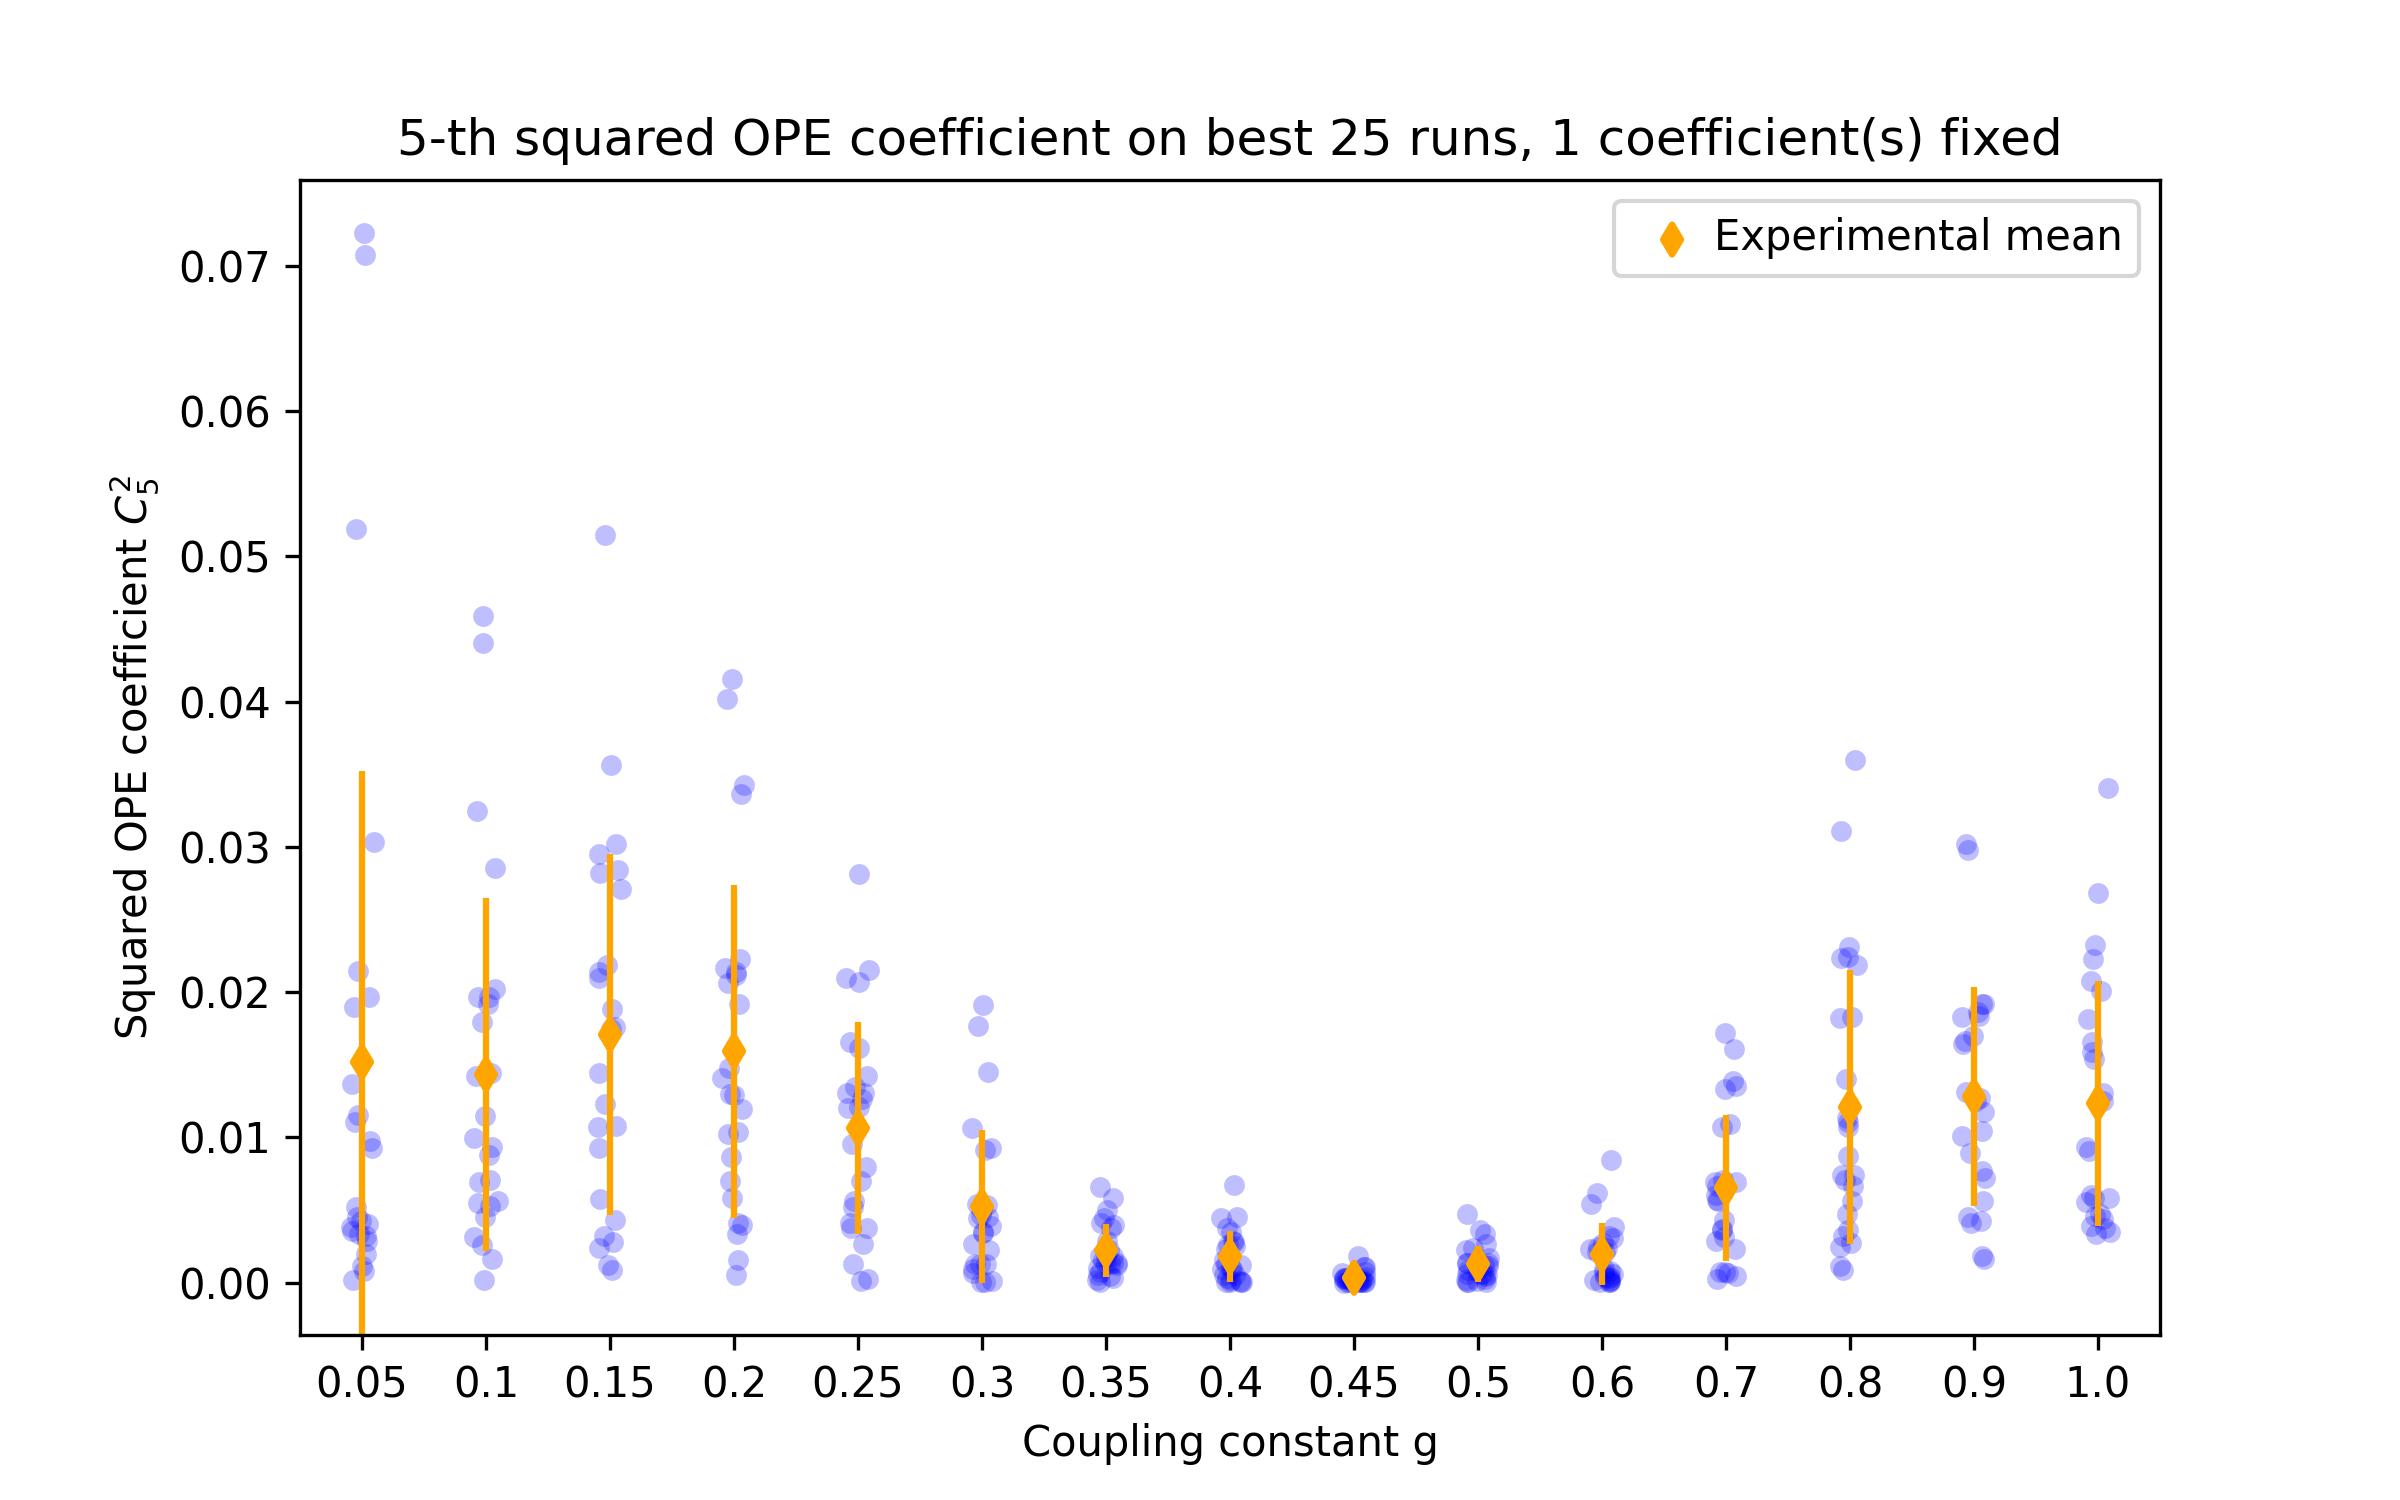 5-th squared OPE coefficient on best 25 runs, 1 coefficient(s) fixed
Experimental mean
Squared OPE coefficient $C_5^2$
0.07
0.06
0.05
0.04
0.03
0.02
0.01
0.00
0.05 0.1 0.15 0.2 0.25 0.3 0.35 0.4 0.45 0.5 0.6 0.7 0.8 0.9 1.0
Coupling constant g